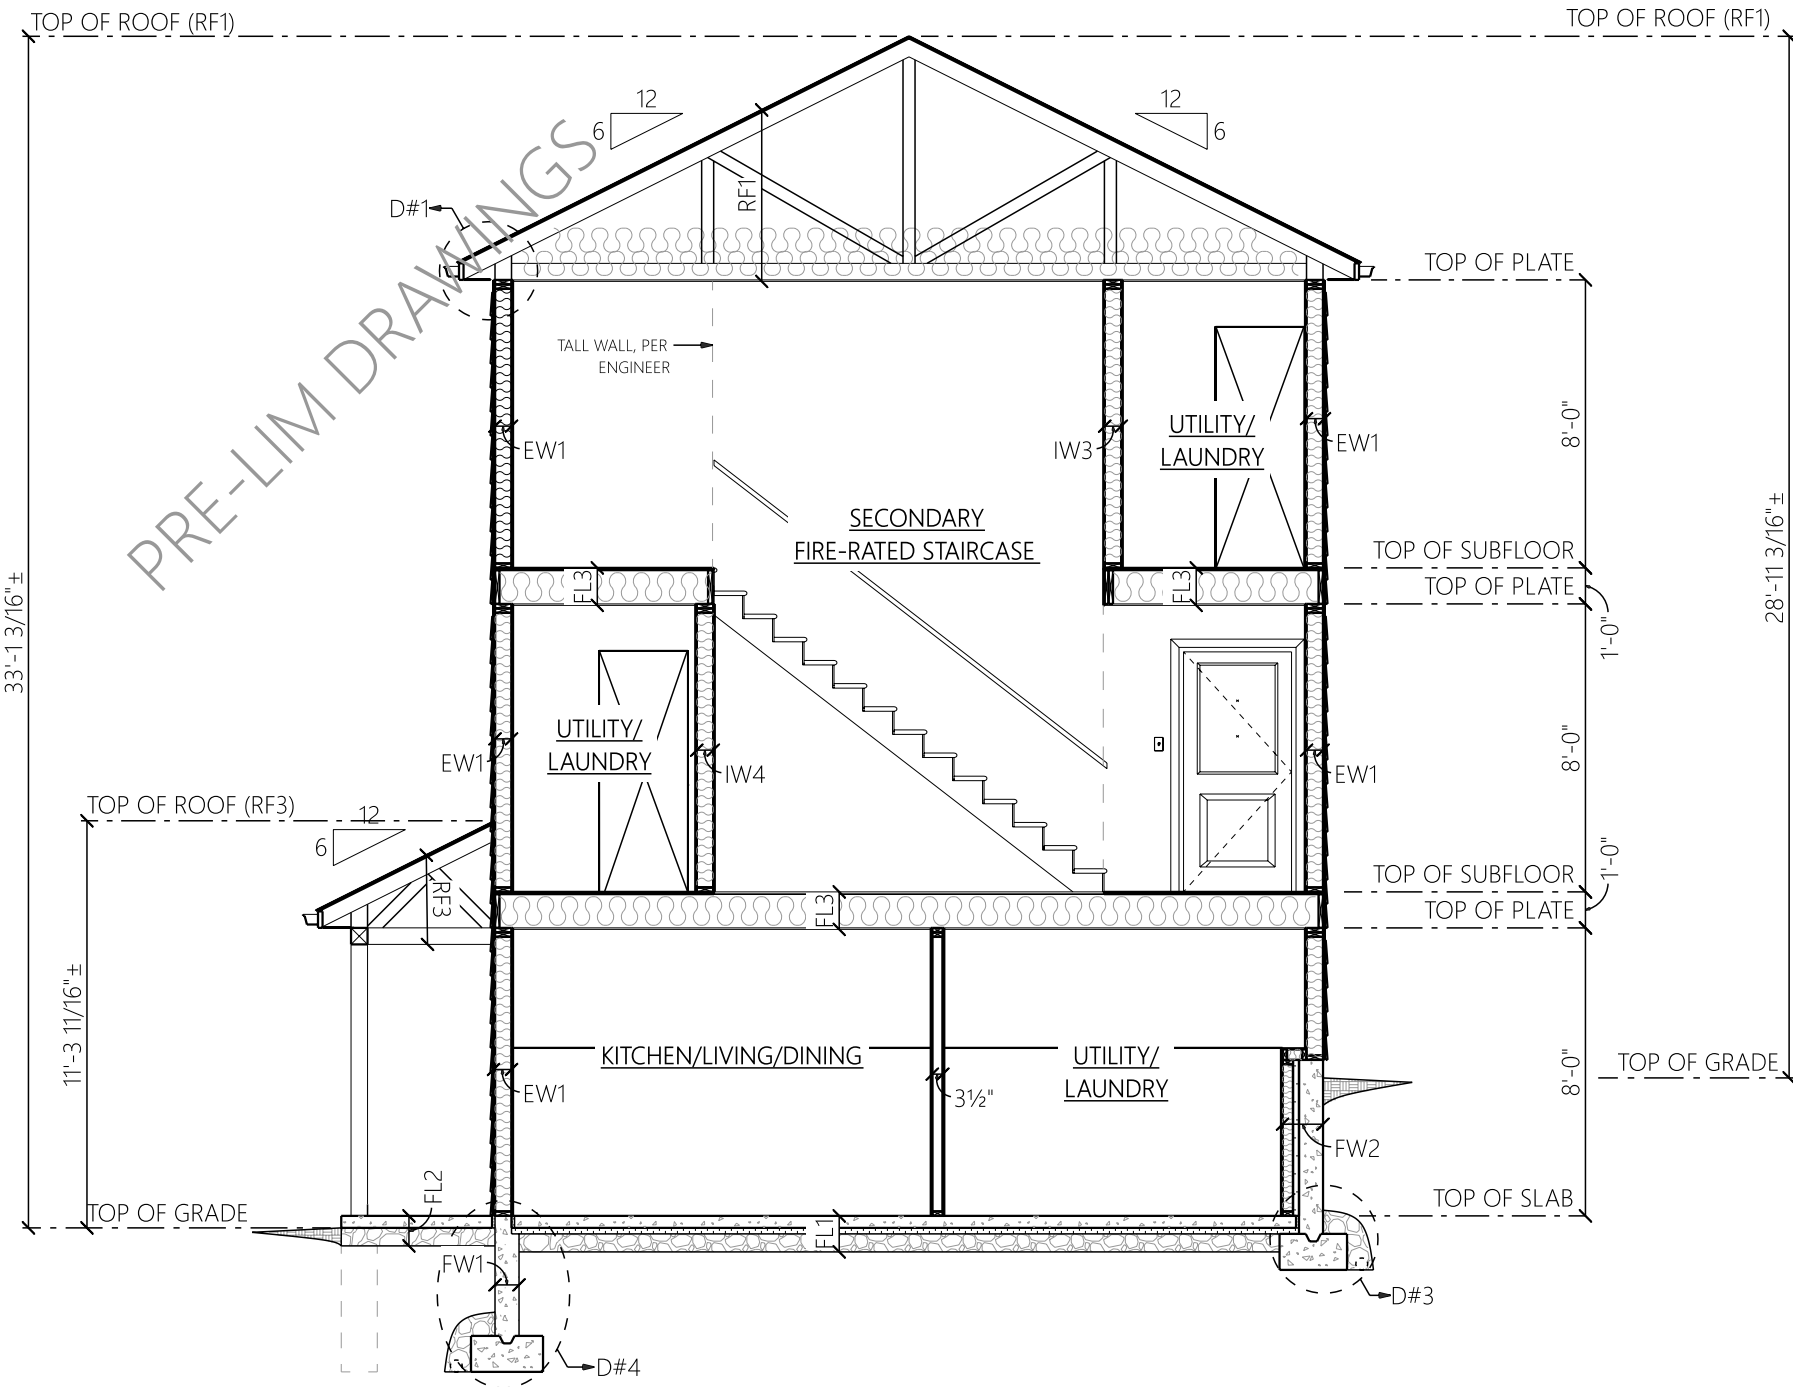 TOP OF ROOF (RF1)
TOP OF ROOF (RF1)
12
6
12
6
RF1
D#1
PRE-LIM DRAWINGS
TOP OF PLATE
TALL WALL, PER
ENGINEER
EW1
IW3
UTILITY/
LAUNDRY
EW1
8'-0"
SECONDARY
FIRE-RATED STAIRCASE
TOP OF SUBFLOOR
TOP OF PLATE
FL3
FL3
28'-11 3/16"±
33'-1 3/16"±
1'-0"
UTILITY/
LAUNDRY
EW1
IW4
EW1
8'-0"
TOP OF ROOF (RF3)
12
6
RF3
TOP OF SUBFLOOR
TOP OF PLATE
1'-0"
FL3
11'-3 11/16"±
KITCHEN/LIVING/DINING
UTILITY/
LAUNDRY
EW1
3½"
8'-0"
TOP OF GRADE
FW2
FL2
TOP OF SLAB
TOP OF GRADE
FL1
FW1
D#3
D#4